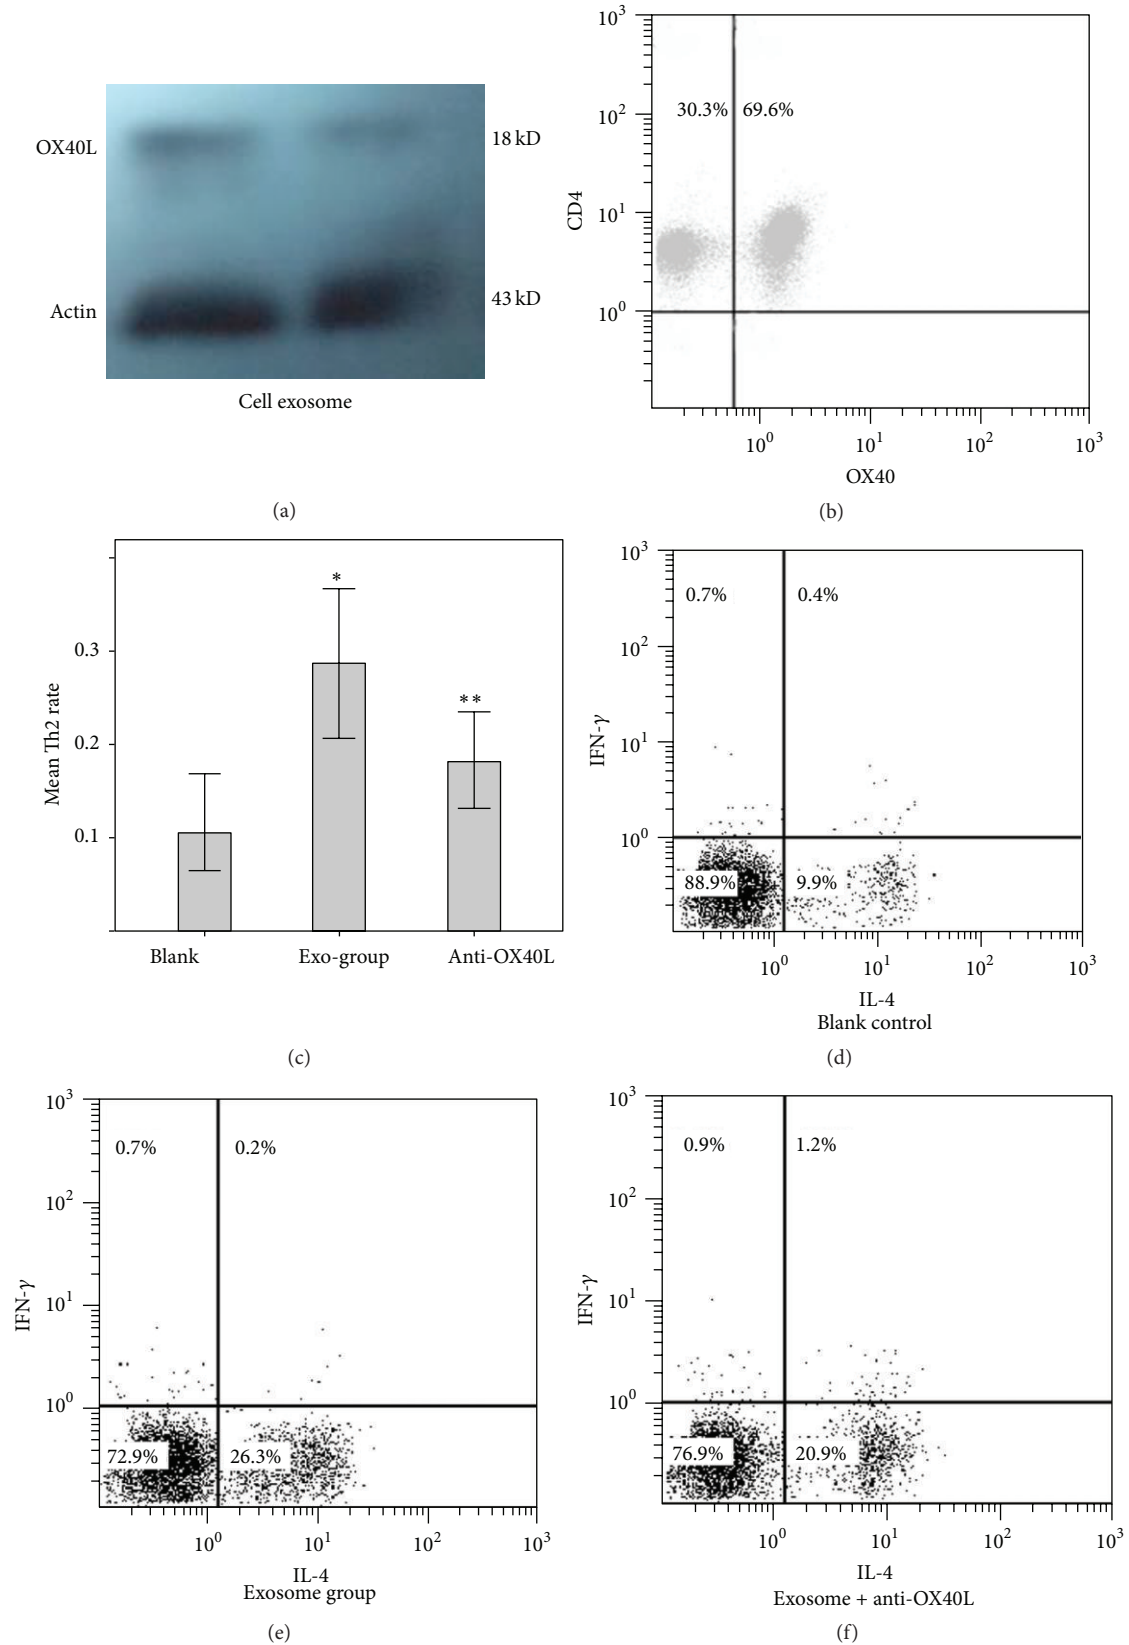 OX40L
18 kD
Actin
43 kD
Cell exosome
(a)
10³
10²
10¹
10⁰
CD4
30.3%
69.6%
10⁰
10¹
10²
10³
OX40
(b)
Mean Th2 rate
0.3
0.2
0.1
*
**
Blank
Exo-group
Anti-OX40L
(c)
10³
10²
10¹
10⁰
IFN-γ
0.7%
0.4%
88.9%
9.9%
10⁰
10¹
10²
10³
IL-4
Blank control
(d)
10³
10²
10¹
10⁰
IFN-γ
0.7%
0.2%
72.9%
26.3%
10⁰
10¹
10²
10³
IL-4
Exosome group
(e)
10³
10²
10¹
10⁰
IFN-γ
0.9%
1.2%
76.9%
20.9%
10⁰
10¹
10²
10³
IL-4
Exosome + anti-OX40L
(f)